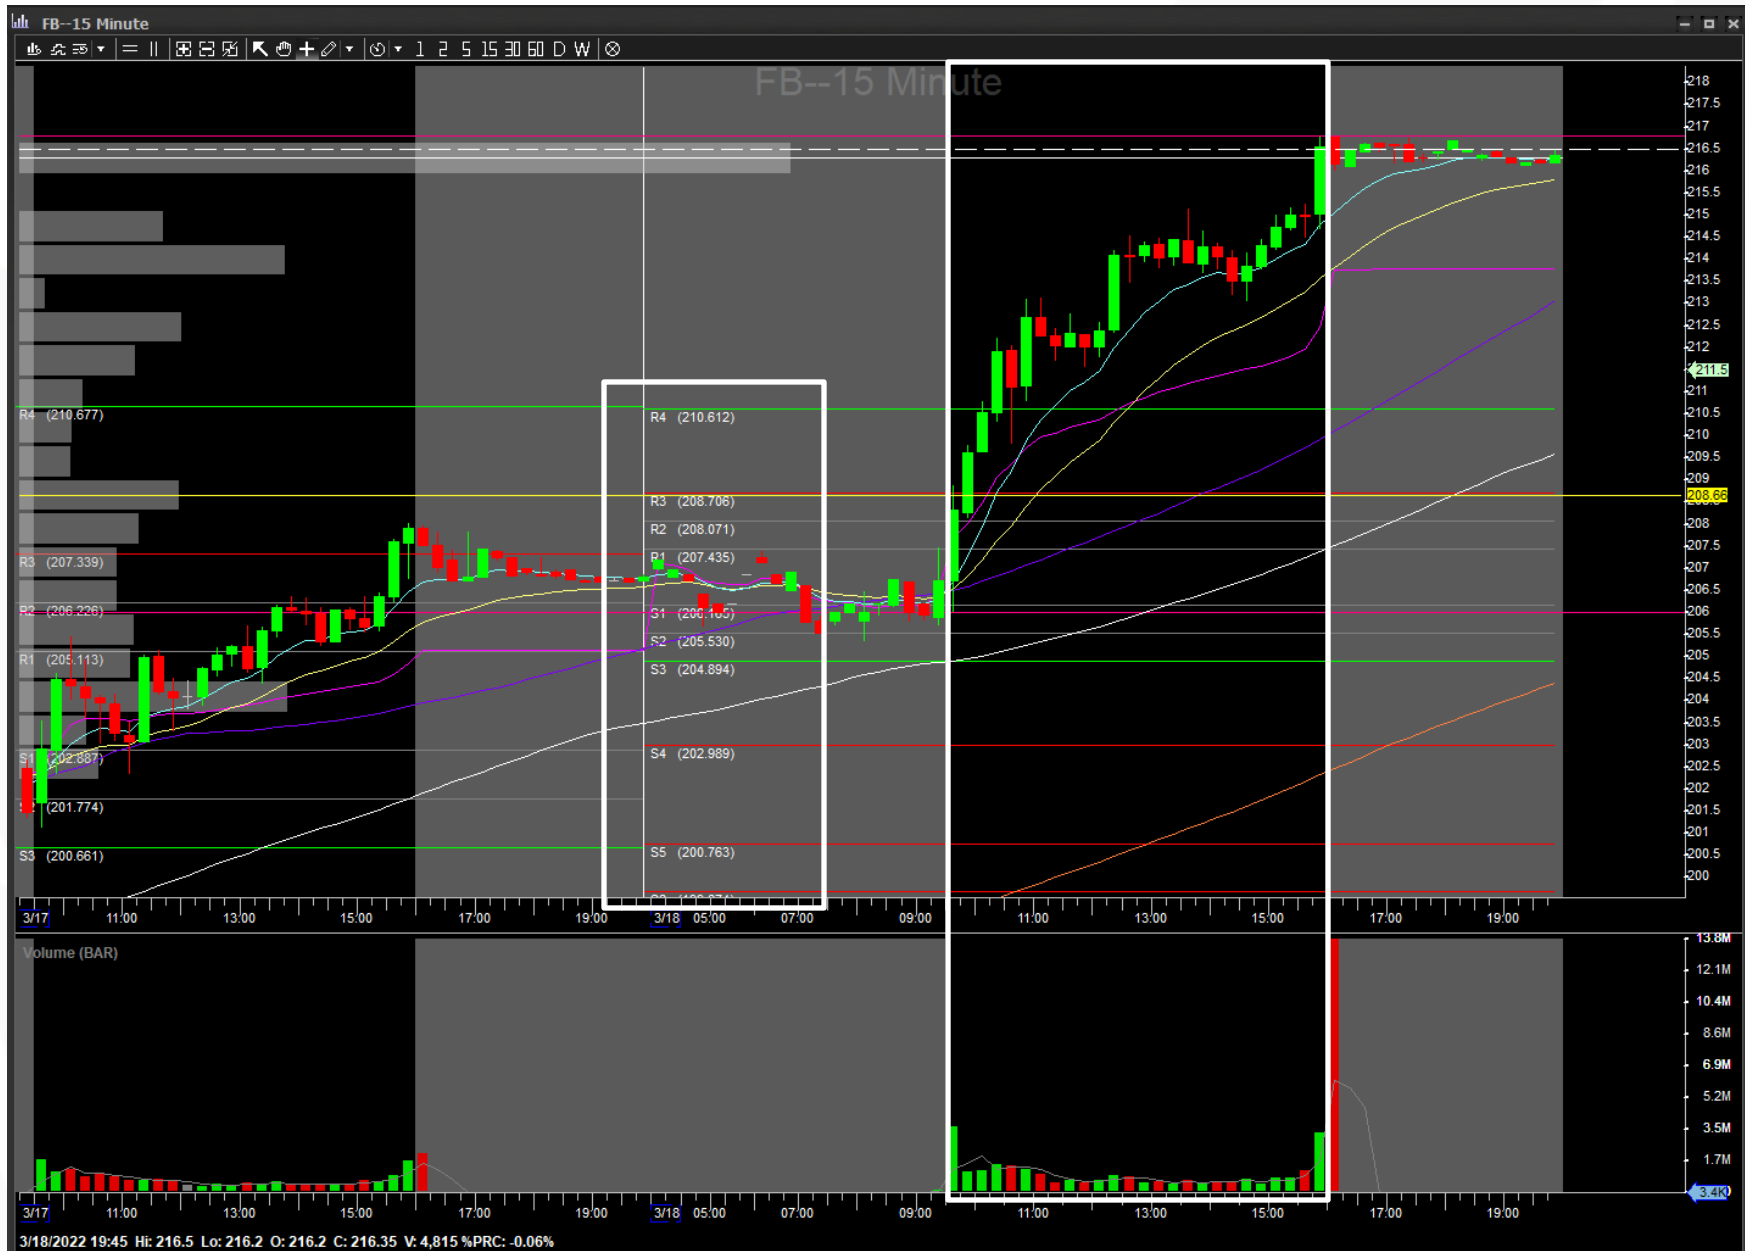 FB--15 Minute
1 2 5 15 30 60 D W
FB--15 Minute
218
217.5
217
216.5
216
215.5
215
214.5
214
213.5
213
212.5
212
211.5
211
210.5
210
209.5
209
208.66
208
207.5
207
206.5
206
205.5
205
204.5
204
203.5
203
202.5
202
201.5
201
200.5
200
R4 (210.677)
R3 (207.339)
R2 (206.226)
R1 (205.113)
S1 (202.887)
S2 (201.774)
S3 (200.661)
R4 (210.612)
R3 (208.706)
R2 (208.071)
R1 (207.435)
S1 (206.165)
S2 (205.530)
S3 (204.894)
S4 (202.989)
S5 (200.763)
3/17 11:00 13:00 15:00 17:00 19:00 3/18 05:00 07:00 09:00 11:00 13:00 15:00 17:00 19:00
Volume (BAR)
13.8M
12.1M
10.4M
8.6M
6.9M
5.2M
3.5M
1.7M
3.4K
3/17 11:00 13:00 15:00 17:00 19:00 3/18 05:00 07:00 09:00 11:00 13:00 15:00 17:00 19:00
3/18/2022 19:45 Hi: 216.5 Lo: 216.2 O: 216.2 C: 216.35 V: 4,815 %PRC: -0.06%